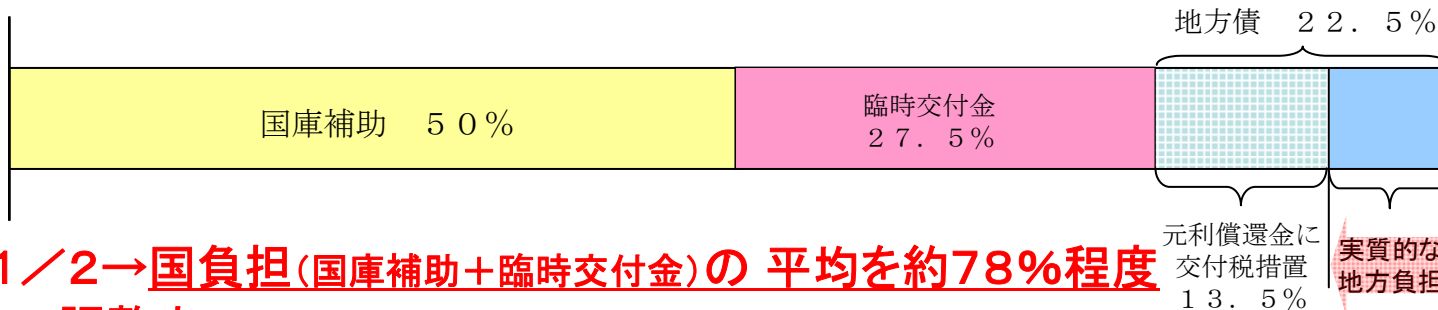 地方債　２２．５％
国庫補助　５０％
臨時交付金
２７．５％
元利償還金に
交付税措置
１３．５％
実質的な
地方負担
１／２→国負担(国庫補助＋臨時交付金)の 平均を約７８％程度